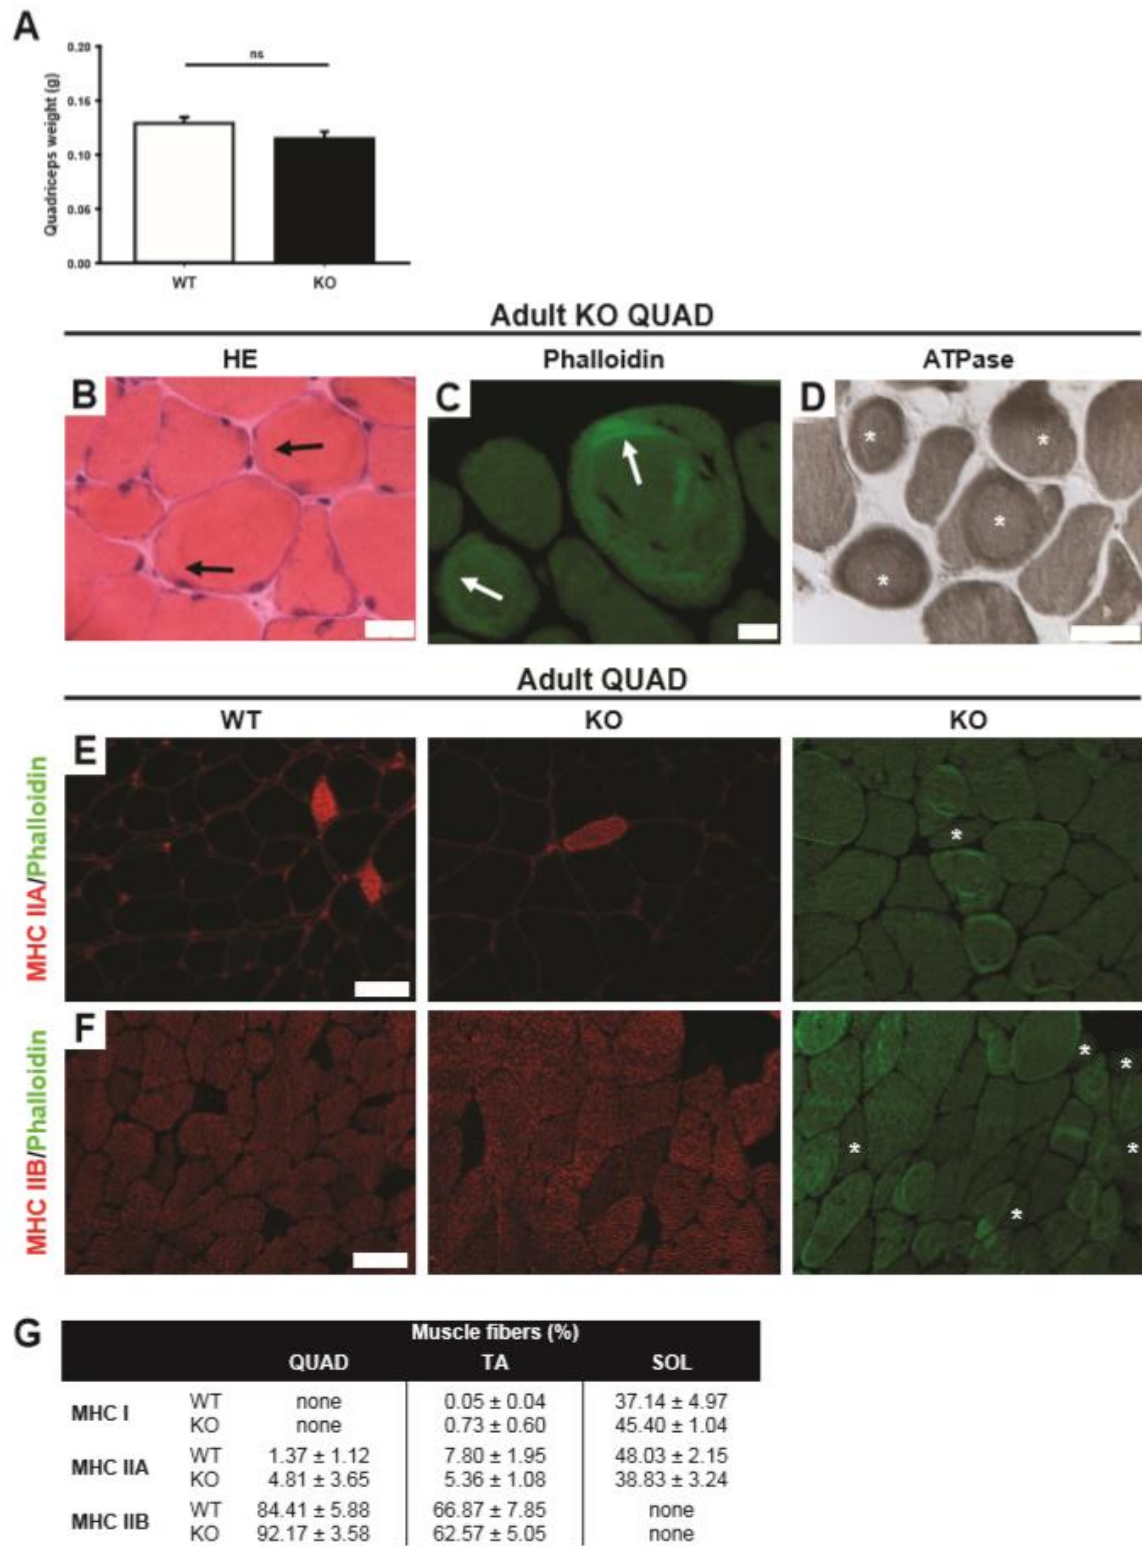 A
ns
Quadriceps weight (g)
0.20
0.15
0.10
0.05
0.00
WT KO
Adult KO QUAD
HE Phalloidin ATPase
B C D
* * * *
Adult QUAD
WT KO KO
MHC IIA/Phalloidin
E
*
MHC IIB/Phalloidin
F
* * * * *
G
Muscle fibers (%)
QUAD TA SOL
MHC I WT none 0.05 ± 0.04 37.14 ± 4.97
KO none 0.73 ± 0.60 45.40 ± 1.04
MHC IIA WT 1.37 ± 1.12 7.80 ± 1.95 48.03 ± 2.15
KO 4.81 ± 3.65 5.36 ± 1.08 38.83 ± 3.24
MHC IIB WT 84.41 ± 5.88 66.87 ± 7.85 none
KO 92.17 ± 3.58 62.57 ± 5.05 none